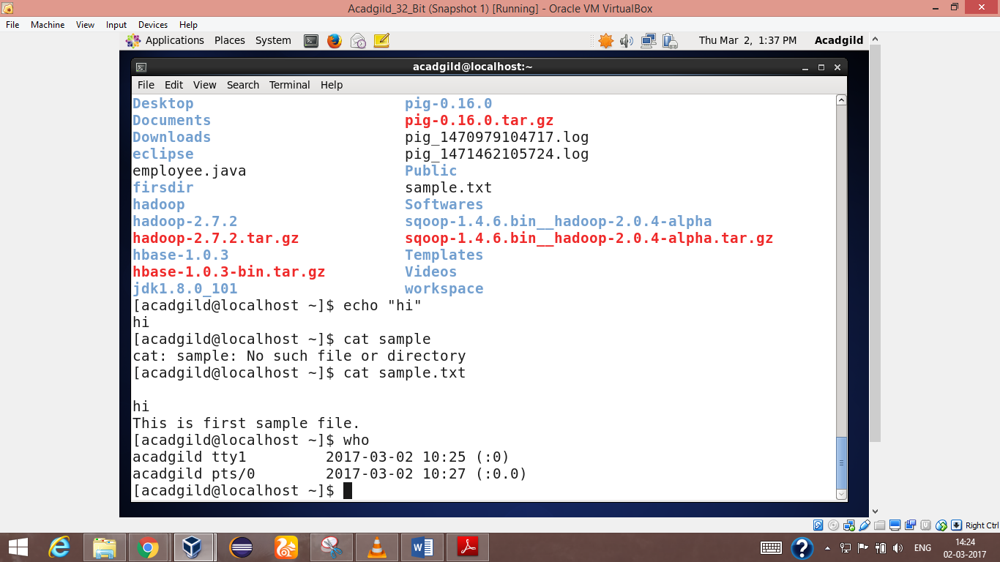 Acadgild_32_Bit (Snapshot 1) [Running] - Oracle VM VirtualBox
File Machine View Input Devices Help
Applications Places System Thu Mar 2, 1:37 PM Acadgild
acadgild@localhost:~
File Edit View Search Terminal Help
Desktop pig-0.16.0
Documents pig-0.16.0.tar.gz
Downloads pig_1470979104717.log
eclipse pig_1471462105724.log
employee.java Public
firsdir sample.txt
hadoop Softwares
hadoop-2.7.2 sqoop-1.4.6.bin__hadoop-2.0.4-alpha
hadoop-2.7.2.tar.gz sqoop-1.4.6.bin__hadoop-2.0.4-alpha.tar.gz
hbase-1.0.3 Templates
hbase-1.0.3-bin.tar.gz Videos
jdk1.8.0_101 workspace
[acadgild@localhost ~]$ echo "hi"
hi
[acadgild@localhost ~]$ cat sample
cat: sample: No such file or directory
[acadgild@localhost ~]$ cat sample.txt
hi
This is first sample file.
[acadgild@localhost ~]$ who
acadgild tty1 2017-03-02 10:25 (:0)
acadgild pts/0 2017-03-02 10:27 (:0.0)
[acadgild@localhost ~]$
Right Ctrl
ENG 14:24
02-03-2017